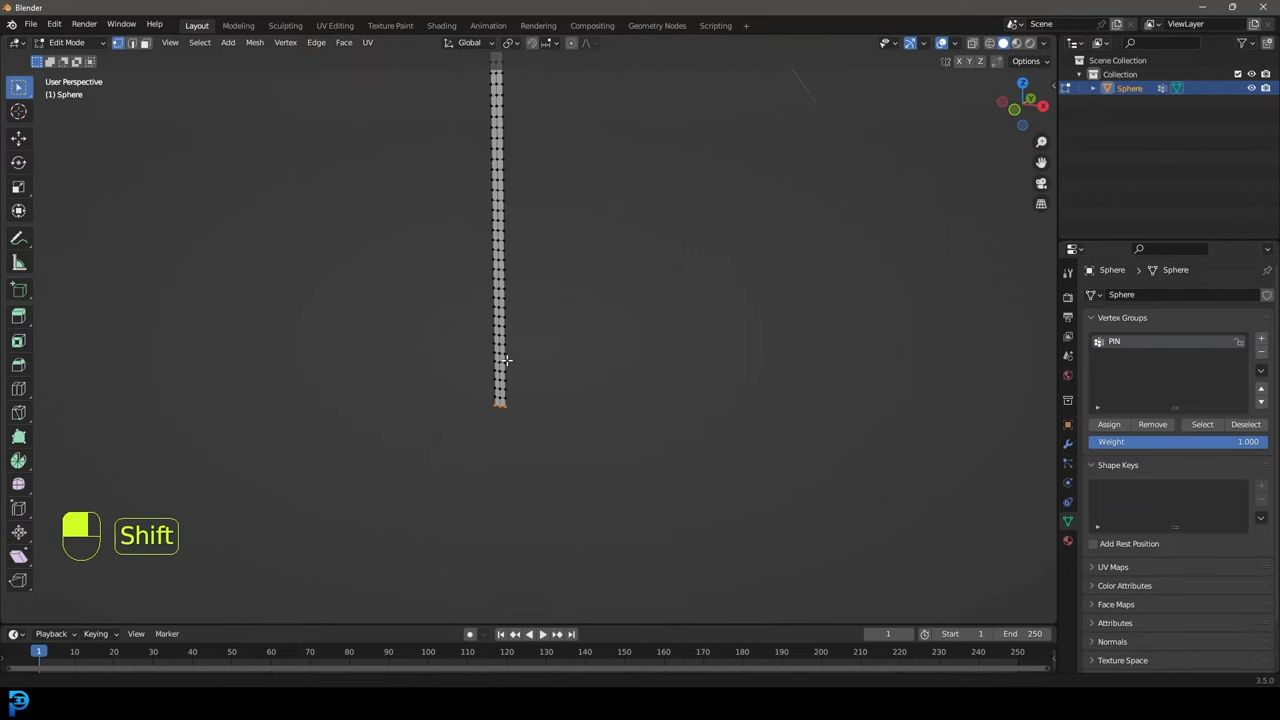 Blender
File Edit Render Window Help Layout Modeling Sculpting UV Editing Texture Paint Shading Animation Rendering Compositing Geometry Nodes Scripting + Scene ViewLayer
Edit Mode View Select Add Mesh Vertex Edge Face UV Global
X Y Z Options
User Perspective
(1) Sphere
Z
Y
X
Scene Collection
Collection
Sphere
Sphere > Sphere
Sphere
Vertex Groups
PIN
Assign Remove Select Deselect
Weight 1.000
Shape Keys
Add Rest Position
UV Maps
Color Attributes
Face Maps
Attributes
Normals
Texture Space
Shift
Playback Keying View Marker 1 Start 1 End 250
1 10 20 30 40 50 60 70 80 90 100 110 120 130 140 150 160 170 180 190 200 210 220 230 240 250
3.5.0